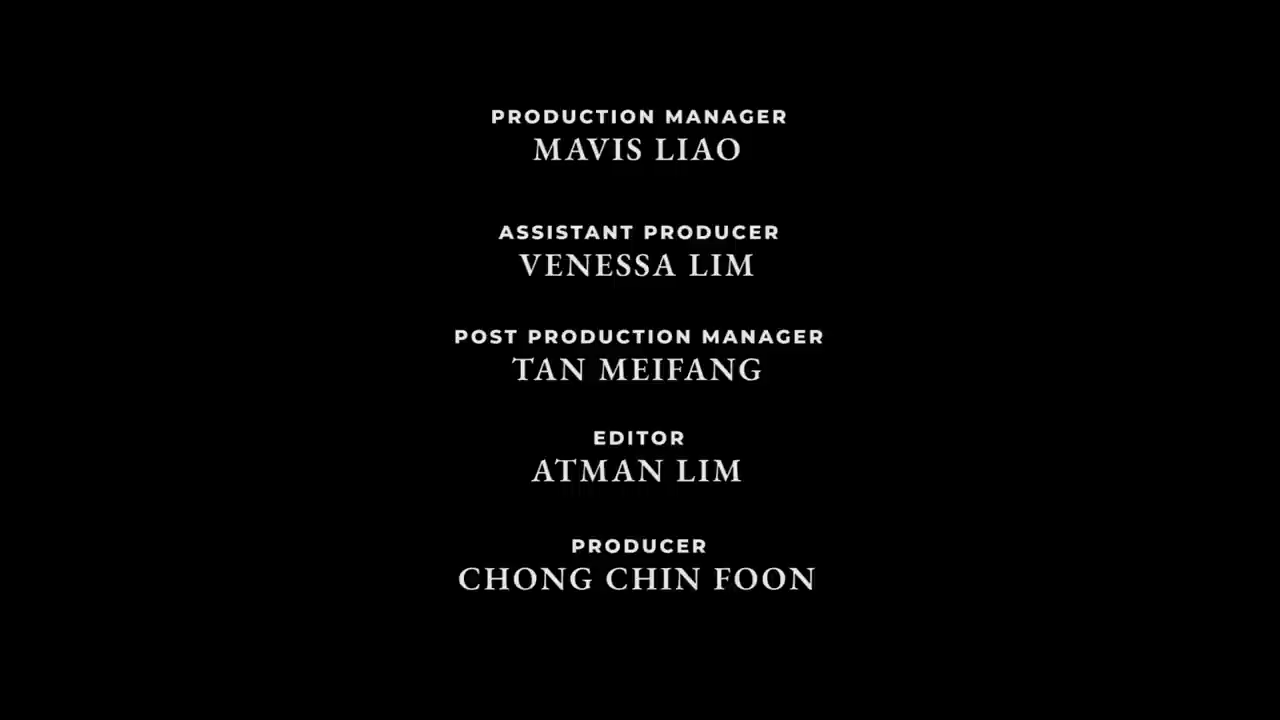 PRODUCTION MANAGER
MAVIS LIAO
ASSISTANT PRODUCER
VENESSA LIM
POST PRODUCTION MANAGER
TAN MEIFANG
EDITOR
ATMAN LIM
PRODUCER
CHONG CHIN FOON